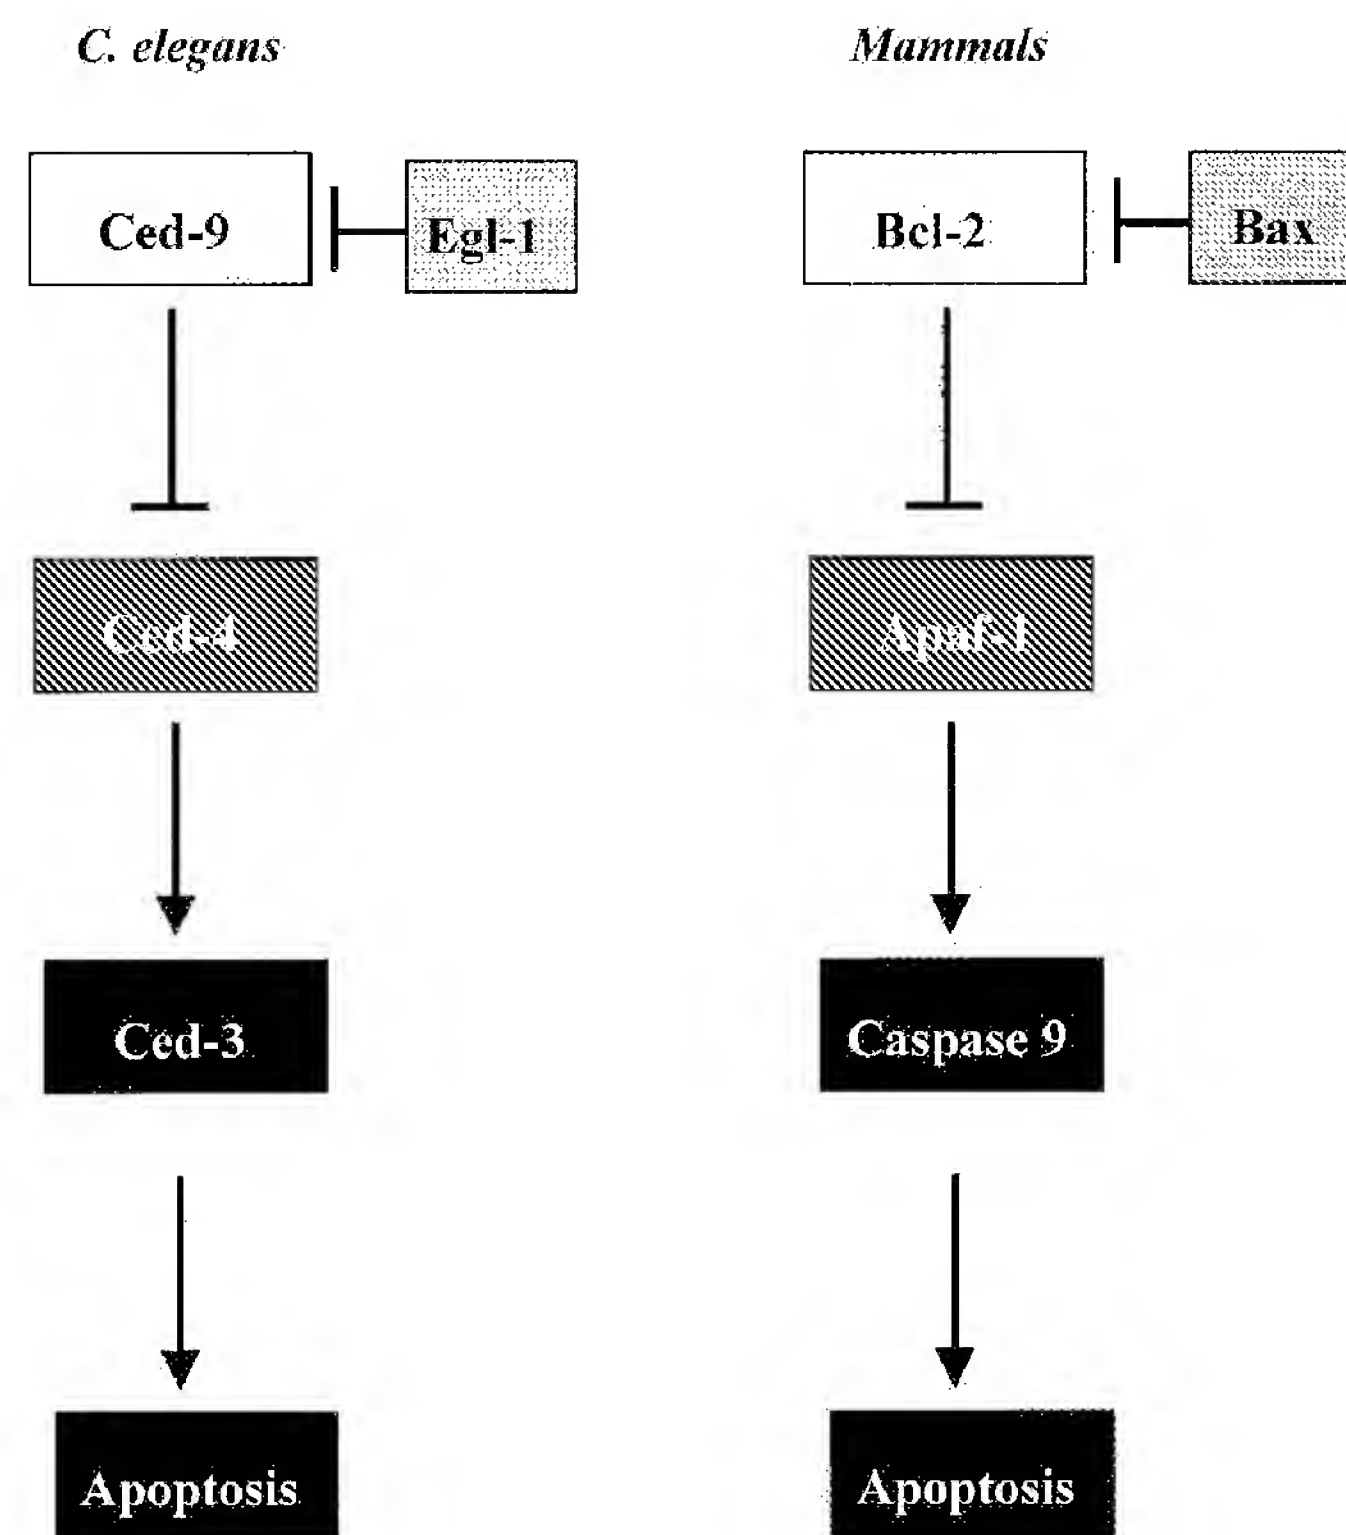 C. elegans Mammals
Ced-9 Egl-1 Bcl-2 Bax
Ced-4 Apaf-1
Ced-3 Caspase 9
Apoptosis Apoptosis